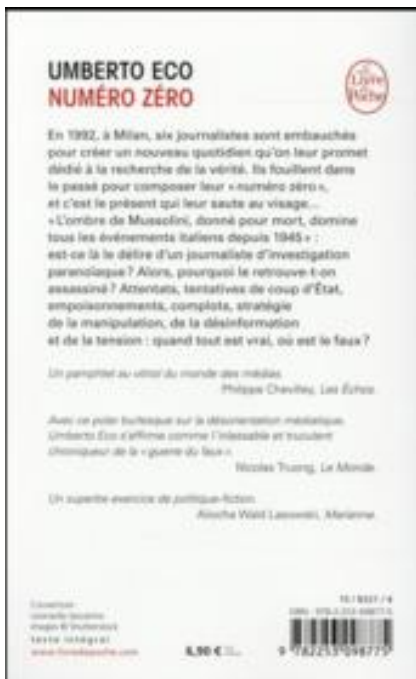 UMBERTO ECO
NUMÉRO ZÉRO
Le Livre de Poche
En 1992, à Milan, six journalistes sont embauchés
pour créer un nouveau quotidien qu'on leur promet
dédié à la recherche de la vérité. Ils fouillent dans
le passé pour composer leur « numéro zéro »,
et c'est le présent qui leur saute au visage...
« L'ombre de Mussolini, donné pour mort, domine
tous les événements italiens depuis 1945 » :
est-ce là le délire d'un journaliste d'investigation
paranoïaque ? Alors, pourquoi le retrouve-t-on
assassiné ? Attentats, tentatives de coup d'État,
empoisonnements, complots, stratégie
de la manipulation, de la désinformation
et de la tension : quand tout est vrai, où est le faux ?
Un pamphlet au vitriol du monde des médias.
Philippe Chevilley, Les Échos.
Avec ce polar burlesque sur la désorientation médiatique,
Umberto Eco s'affirme comme l'inlassable et truculent
chroniqueur de la « guerre du faux ».
Nicolas Truong, Le Monde.
Un superbe exercice de politique-fiction.
Aliocha Wald Lasowski, Marianne.
Couverture :
images © Shutterstock
texte intégral
www.livredepoche.com
6,90 €
9 782253 098775